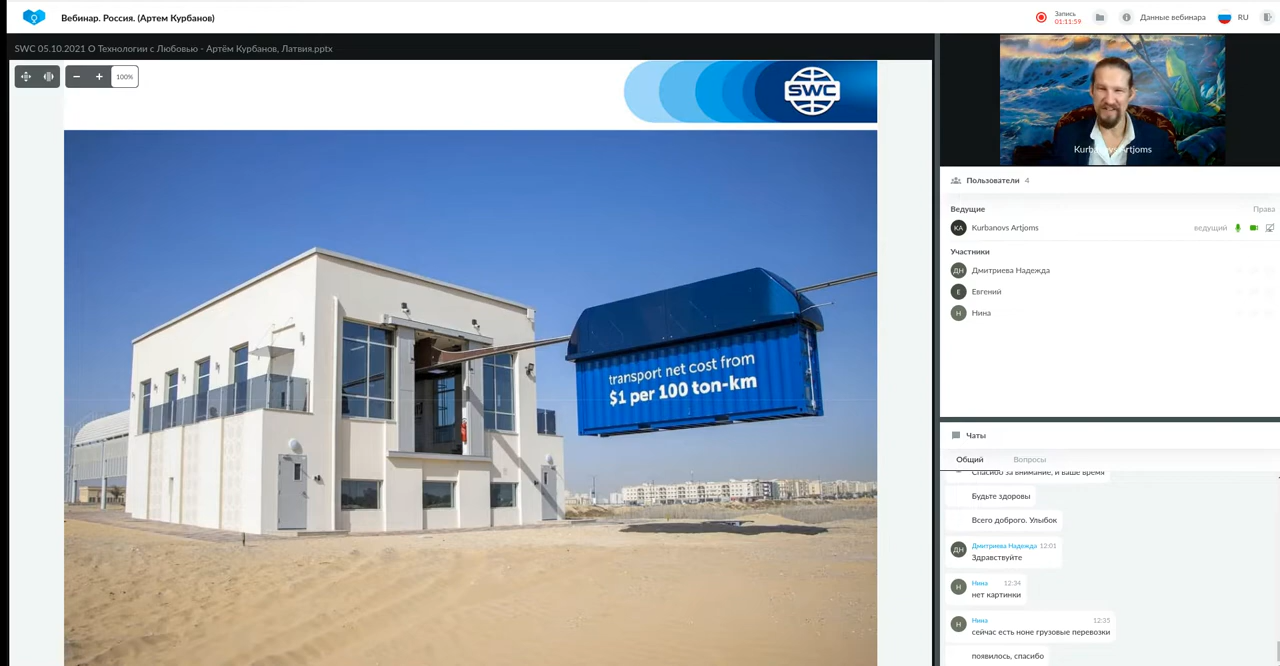 Вебинар. Россия. (Артем Курбанов)
Запись
01:11:59
Данные вебинара
RU
SWC 05.10.2021 О Технологии с Любовью - Артём Курбанов, Латвия.pptx
100%
SWC
transport net cost from
$1 per 100 ton-km
Kurbanovs Artjoms
Пользователи 4
Ведущие
Права
KA
Kurbanovs Artjoms
ведущий
Участники
ДН
Дмитриева Надежда
Е
Евгений
Н
Нина
Чаты
Общий
Вопросы
Спасибо за внимание, и ваше время
Будьте здоровы
Всего доброго. Улыбок
ДН
Дмитриева Надежда 12:01
Здравствуйте
Н
Нина 12:34
нет картинки
Н
Нина 12:35
сейчас есть ноне грузовые перевозки
появилось, спасибо